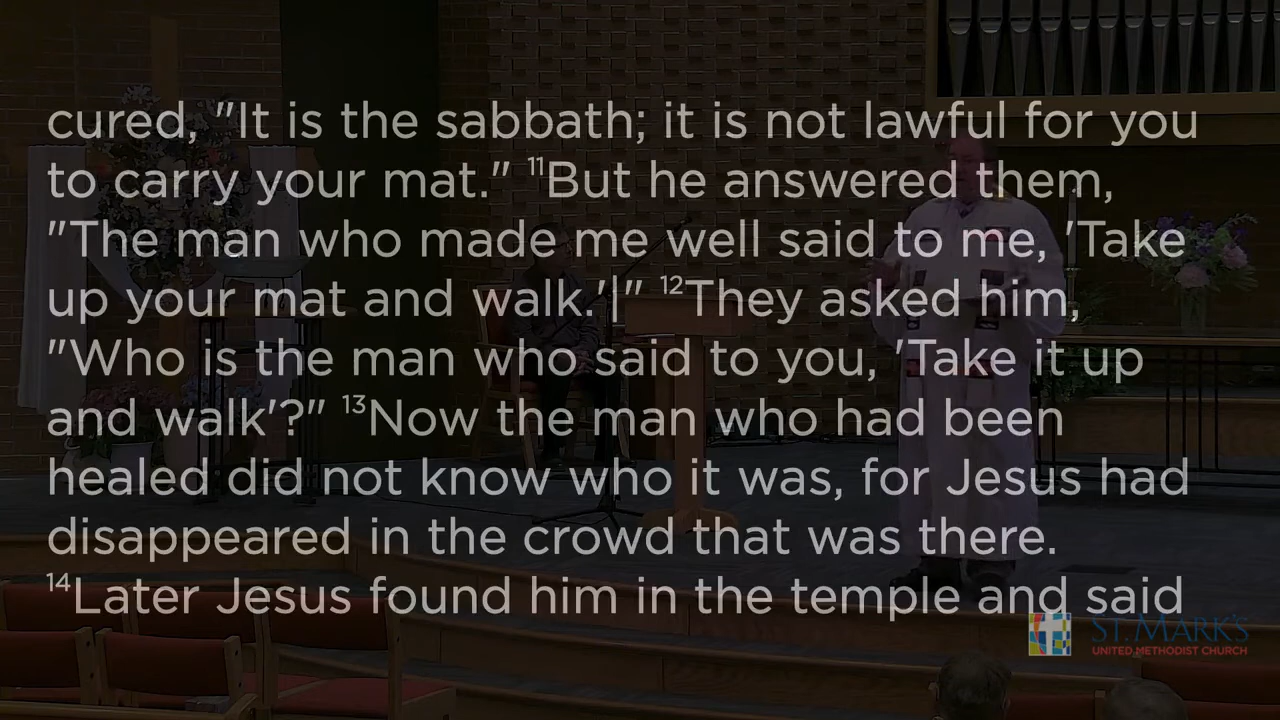 cured, "It is the sabbath; it is not lawful for you
to carry your mat." 11But he answered them,
"The man who made me well said to me, 'Take
up your mat and walk.'|" 12They asked him,
"Who is the man who said to you, 'Take it up
and walk'?" 13Now the man who had been
healed did not know who it was, for Jesus had
disappeared in the crowd that was there.
14Later Jesus found him in the temple and said
ST. MARK'S
UNITED METHODIST CHURCH